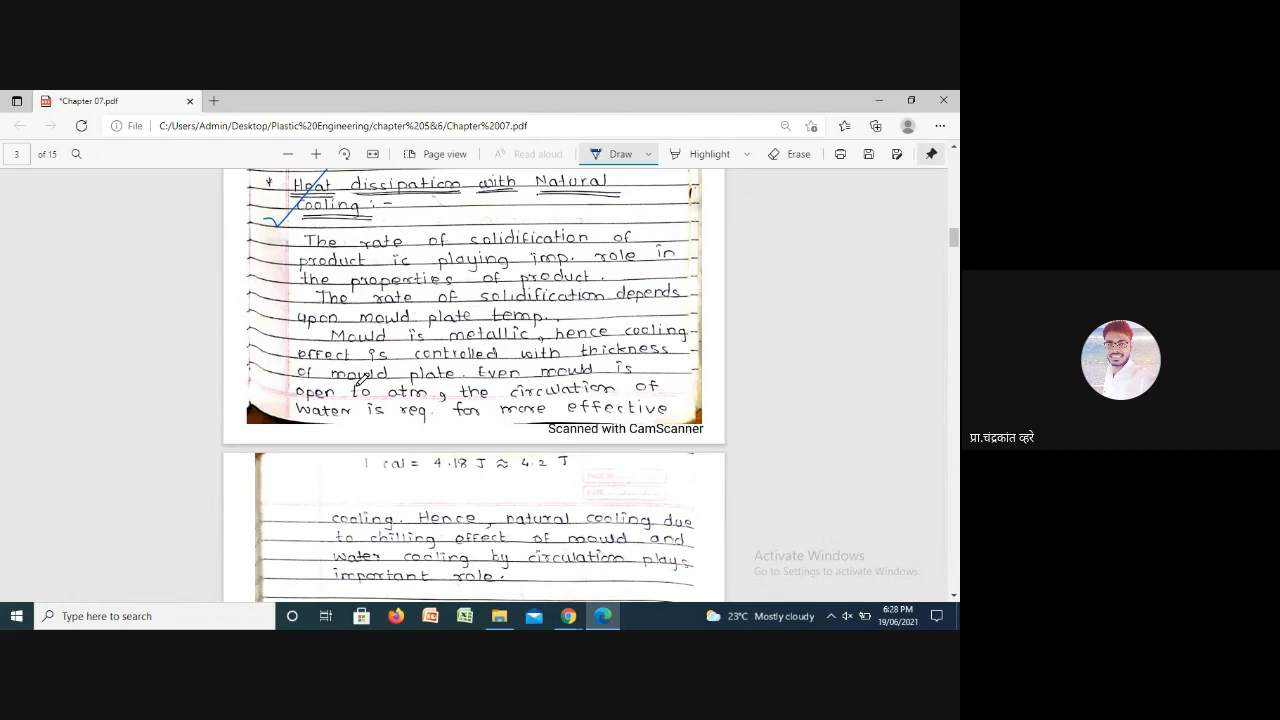 *Chapter 07.pdf
File
C:/Users/Admin/Desktop/Plastic%20Engineering/chapter%205&6/Chapter%2007.pdf
3 of 15
Page view
Read aloud
Draw
Highlight
Erase
* Heat dissipation with Natural
cooling :-
The rate of solidification of
product is playing imp. role in
the properties of product.
The rate of solidification depends
upon mould plate temp.
Mould is metallic, hence cooling
effect is controlled with thickness
of mould plate. Even mould is
open to atm, the circulation of
water is req. for more effective
Scanned with CamScanner
1 cal = 4.18 J ≈ 4.2 J
PAGE NO.
DATE
cooling. Hence, natural cooling due
to chilling effect of mould and
water cooling by circulation plays
important role.
Activate Windows
Go to Settings to activate Windows.
प्रा.चंद्रकांत व्हरे
Type here to search
23°C Mostly cloudy
6:28 PM
19/06/2021